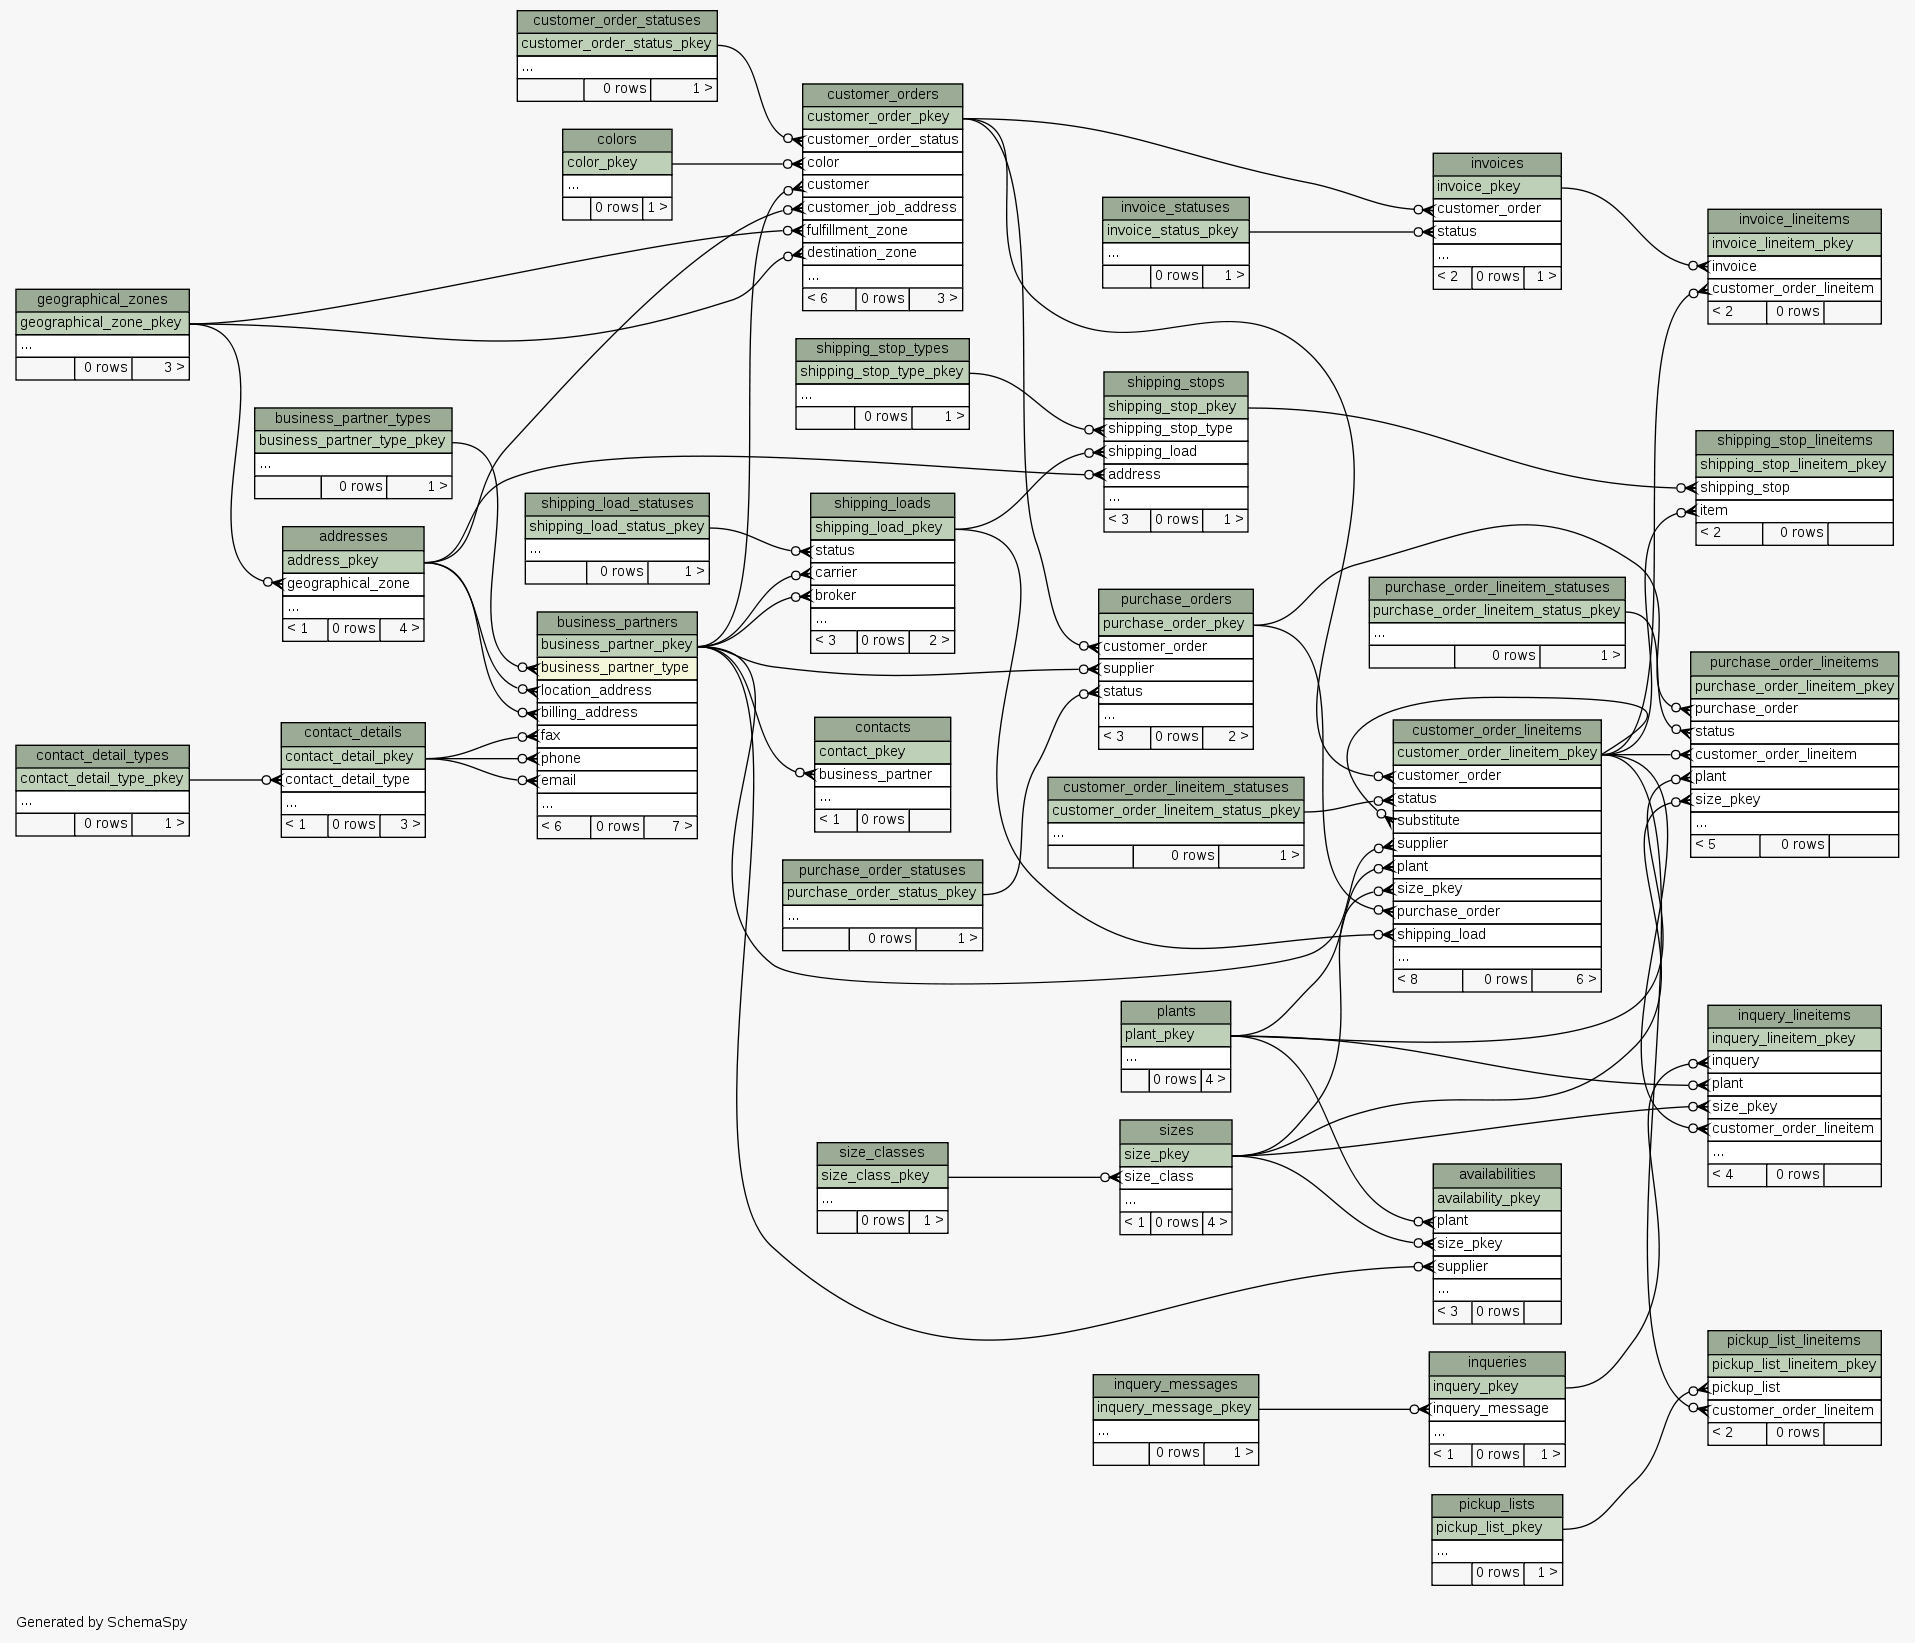 customer_order_statuses
customer_order_status_pkey
...
0 rows 1 >
customer_orders
customer_order_pkey
customer_order_status
color
customer
customer_job_address
fulfillment_zone
destination_zone
...
< 6 0 rows 3 >
colors
color_pkey
...
0 rows 1 >
invoices
invoice_pkey
customer_order
status
...
< 2 0 rows 1 >
invoice_statuses
invoice_status_pkey
...
0 rows 1 >
invoice_lineitems
invoice_lineitem_pkey
invoice
customer_order_lineitem
< 2 0 rows
geographical_zones
geographical_zone_pkey
...
0 rows 3 >
shipping_stop_types
shipping_stop_type_pkey
...
0 rows 1 >
shipping_stops
shipping_stop_pkey
shipping_stop_type
shipping_load
address
...
< 3 0 rows 1 >
business_partner_types
business_partner_type_pkey
...
0 rows 1 >
shipping_stop_lineitems
shipping_stop_lineitem_pkey
shipping_stop
item
< 2 0 rows
shipping_load_statuses
shipping_load_status_pkey
...
0 rows 1 >
shipping_loads
shipping_load_pkey
status
carrier
broker
...
< 3 0 rows 2 >
addresses
address_pkey
geographical_zone
...
< 1 0 rows 4 >
purchase_order_lineitem_statuses
purchase_order_lineitem_status_pkey
...
0 rows 1 >
purchase_orders
purchase_order_pkey
customer_order
supplier
status
...
< 3 0 rows 2 >
business_partners
business_partner_pkey
business_partner_type
location_address
billing_address
fax
phone
email
...
< 6 0 rows 7 >
purchase_order_lineitems
purchase_order_lineitem_pkey
purchase_order
status
customer_order_lineitem
plant
size_pkey
...
< 5 0 rows
contacts
contact_pkey
business_partner
...
< 1 0 rows
customer_order_lineitems
customer_order_lineitem_pkey
customer_order
status
substitute
supplier
plant
size_pkey
purchase_order
shipping_load
...
< 8 0 rows 6 >
contact_details
contact_detail_pkey
contact_detail_type
...
< 1 0 rows 3 >
contact_detail_types
contact_detail_type_pkey
...
0 rows 1 >
customer_order_lineitem_statuses
customer_order_lineitem_status_pkey
...
0 rows 1 >
purchase_order_statuses
purchase_order_status_pkey
...
0 rows 1 >
plants
plant_pkey
...
0 rows 4 >
inquery_lineitems
inquery_lineitem_pkey
inquery
plant
size_pkey
customer_order_lineitem
...
< 4 0 rows
sizes
size_pkey
size_class
...
< 1 0 rows 4 >
size_classes
size_class_pkey
...
0 rows 1 >
availabilities
availability_pkey
plant
size_pkey
supplier
...
< 3 0 rows
pickup_list_lineitems
pickup_list_lineitem_pkey
pickup_list
customer_order_lineitem
< 2 0 rows
inqueries
inquery_pkey
inquery_message
...
< 1 0 rows 1 >
inquery_messages
inquery_message_pkey
...
0 rows 1 >
pickup_lists
pickup_list_pkey
...
0 rows 1 >
Generated by SchemaSpy